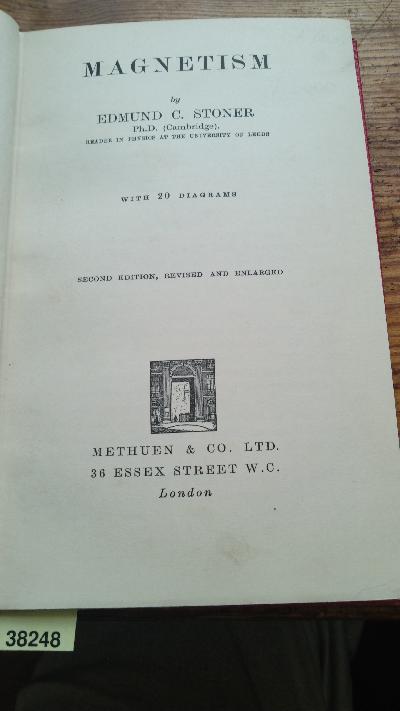 MAGNETISM
by
EDMUND C. STONER
Ph.D. (Cambridge),
READER IN PHYSICS AT THE UNIVERSITY OF LEEDS
WITH 20 DIAGRAMS
SECOND EDITION, REVISED AND ENLARGED
METHUEN & CO. LTD.
36 ESSEX STREET W.C.
London
38248